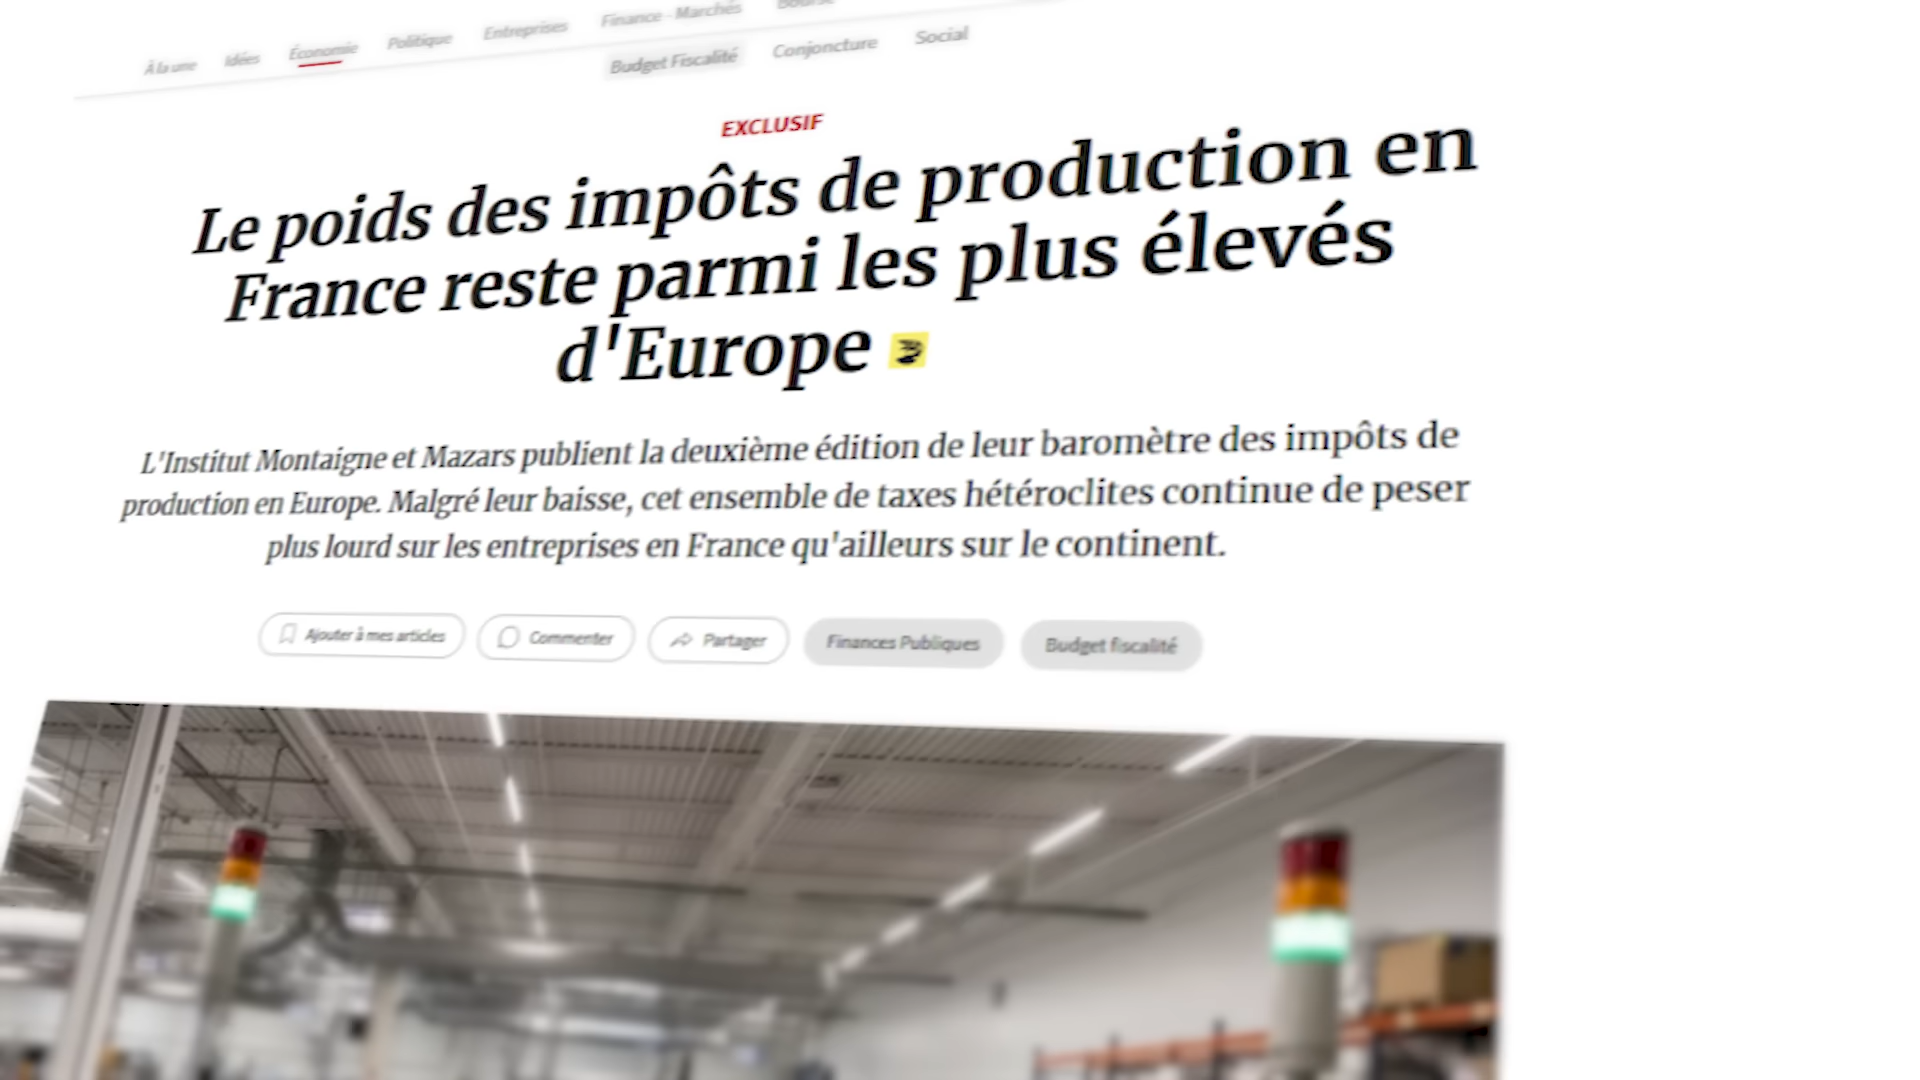 À la une Idées Économie Politique Entreprises Finance - Marchés Bourse
Budget Fiscalité Conjoncture Social
EXCLUSIF
Le poids des impôts de production en
France reste parmi les plus élevés
d'Europe
L'Institut Montaigne et Mazars publient la deuxième édition de leur baromètre des impôts de
production en Europe. Malgré leur baisse, cet ensemble de taxes hétéroclites continue de peser
plus lourd sur les entreprises en France qu'ailleurs sur le continent.
Ajouter à mes articles Commenter Partager Finances Publiques Budget fiscalité